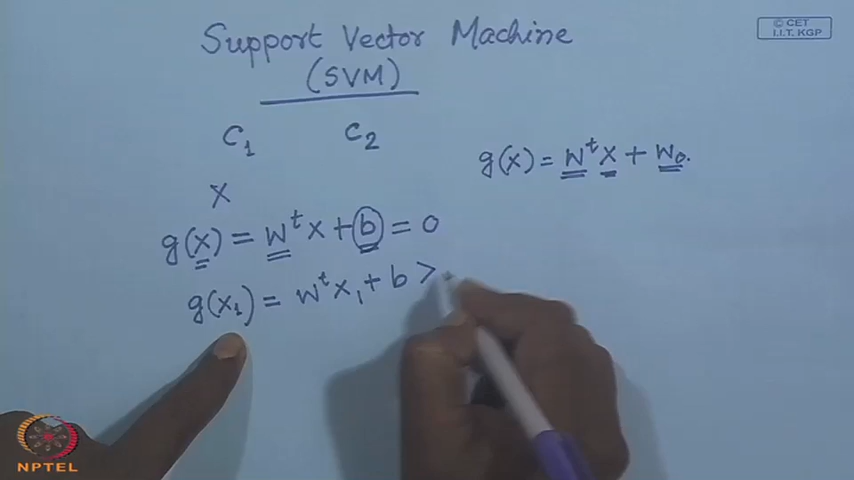 Support Vector Machine
(SVM)
© CET
I.I.T. KGP
C₁ C₂
g(x) = wᵗx + w₀.
X
g(x) = wᵗx + b = 0
g(x₁) = wᵗx₁ + b >
NPTEL